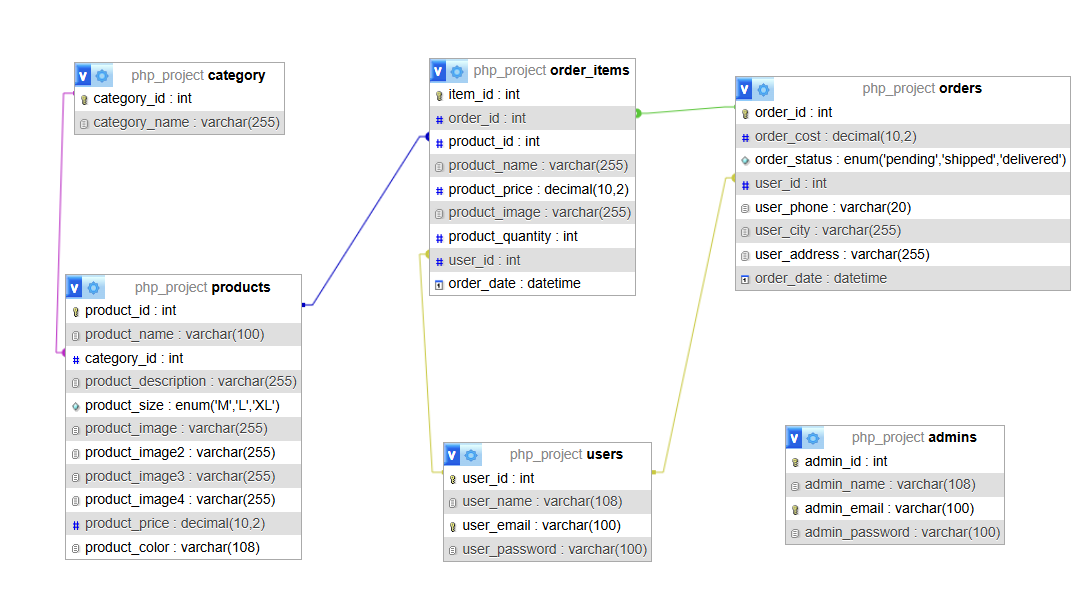 php_project category
category_id : int
category_name : varchar(255)
php_project order_items
item_id : int
order_id : int
product_id : int
product_name : varchar(255)
product_price : decimal(10,2)
product_image : varchar(255)
product_quantity : int
user_id : int
order_date : datetime
php_project orders
order_id : int
order_cost : decimal(10,2)
order_status : enum('pending','shipped','delivered')
user_id : int
user_phone : varchar(20)
user_city : varchar(255)
user_address : varchar(255)
order_date : datetime
php_project products
product_id : int
product_name : varchar(100)
category_id : int
product_description : varchar(255)
product_size : enum('M','L','XL')
product_image : varchar(255)
product_image2 : varchar(255)
product_image3 : varchar(255)
product_image4 : varchar(255)
product_price : decimal(10,2)
product_color : varchar(108)
php_project users
user_id : int
user_name : varchar(108)
user_email : varchar(100)
user_password : varchar(100)
php_project admins
admin_id : int
admin_name : varchar(108)
admin_email : varchar(100)
admin_password : varchar(100)